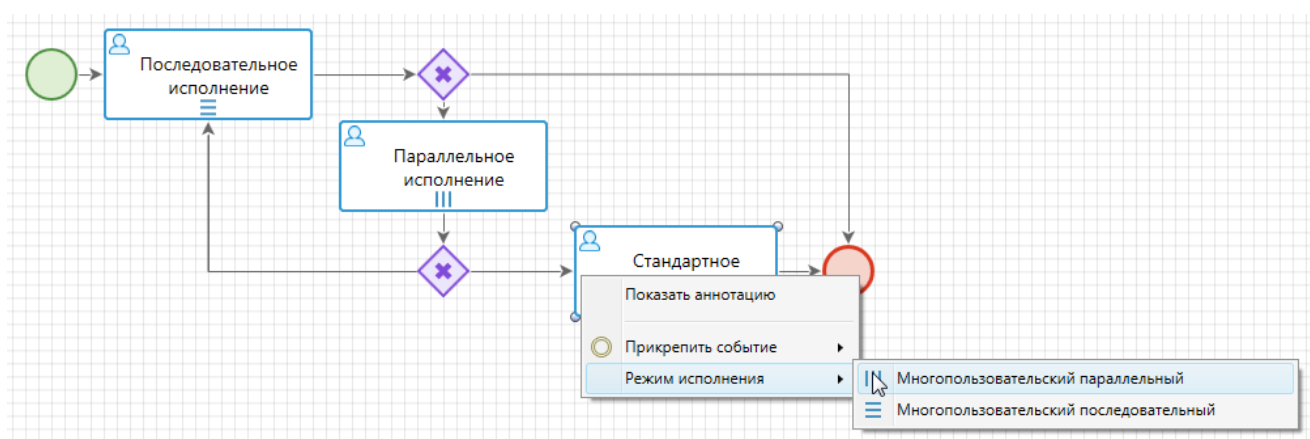 Последовательное
исполнение
Параллельное
исполнение
Стандартное
Показать аннотацию
Прикрепить событие
Режим исполнения
Многопользовательский параллельный
Многопользовательский последовательный